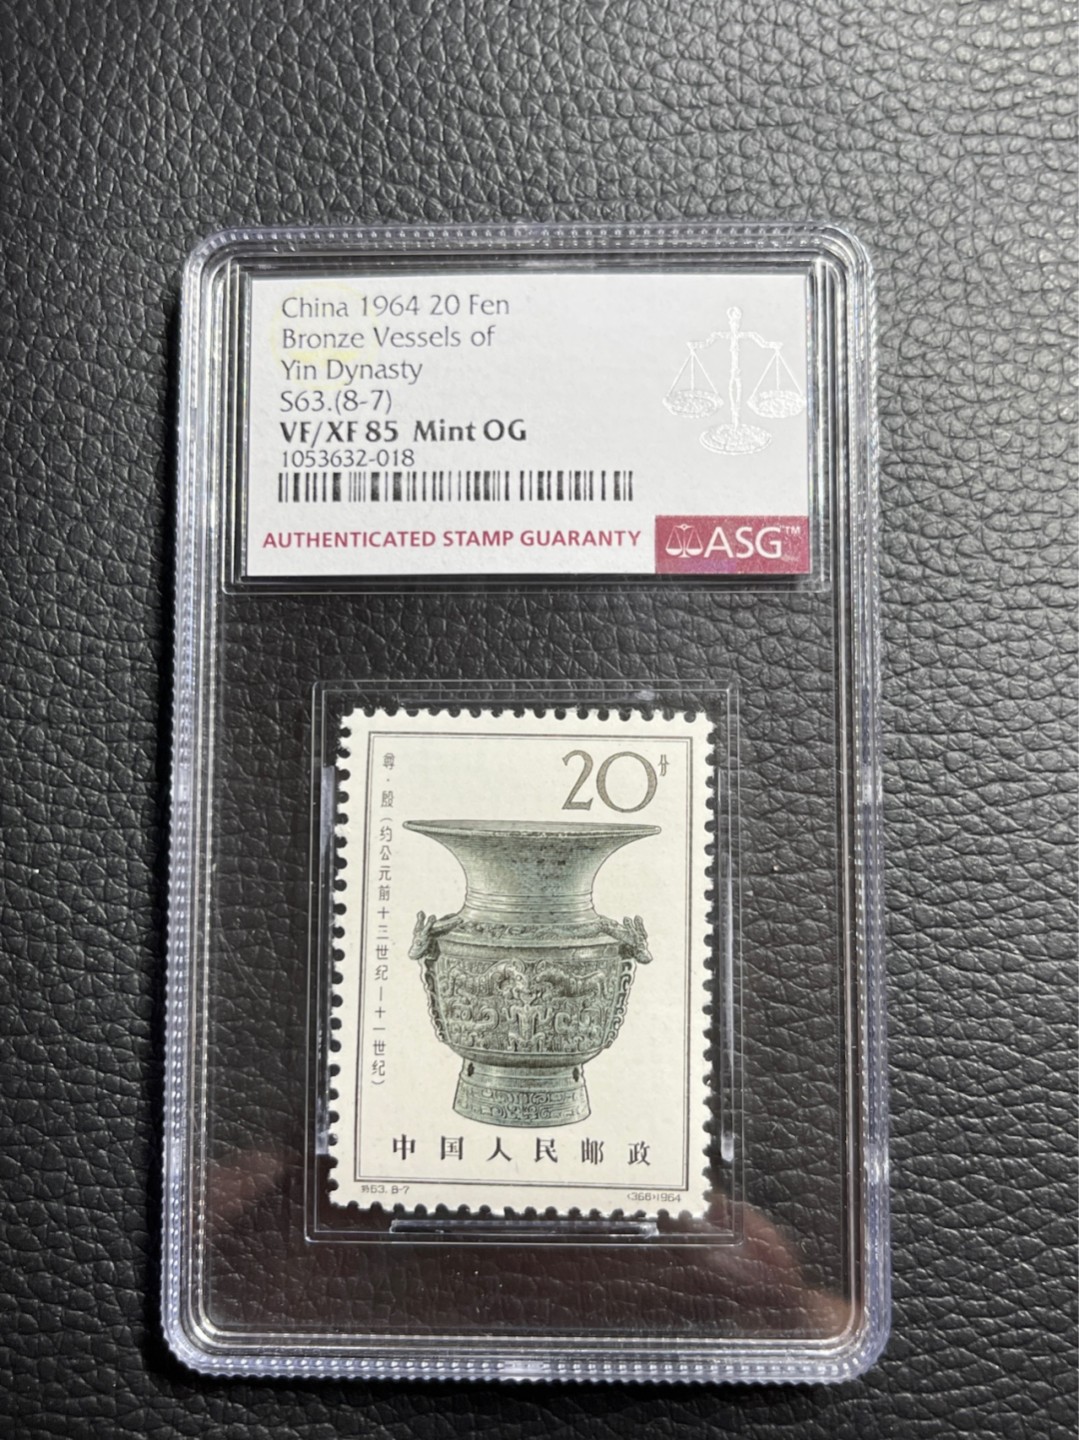 China 1964 20 Fen
Bronze Vessels of
Yin Dynasty
S63.(8-7)
VF/XF 85 Mint OG
1053632-018
AUTHENTICATED STAMP GUARANTY
ASG™
20分
尊·殷(约公元前十三世纪—十一世纪)
中国人民邮政
特63.8-7
(366)1964